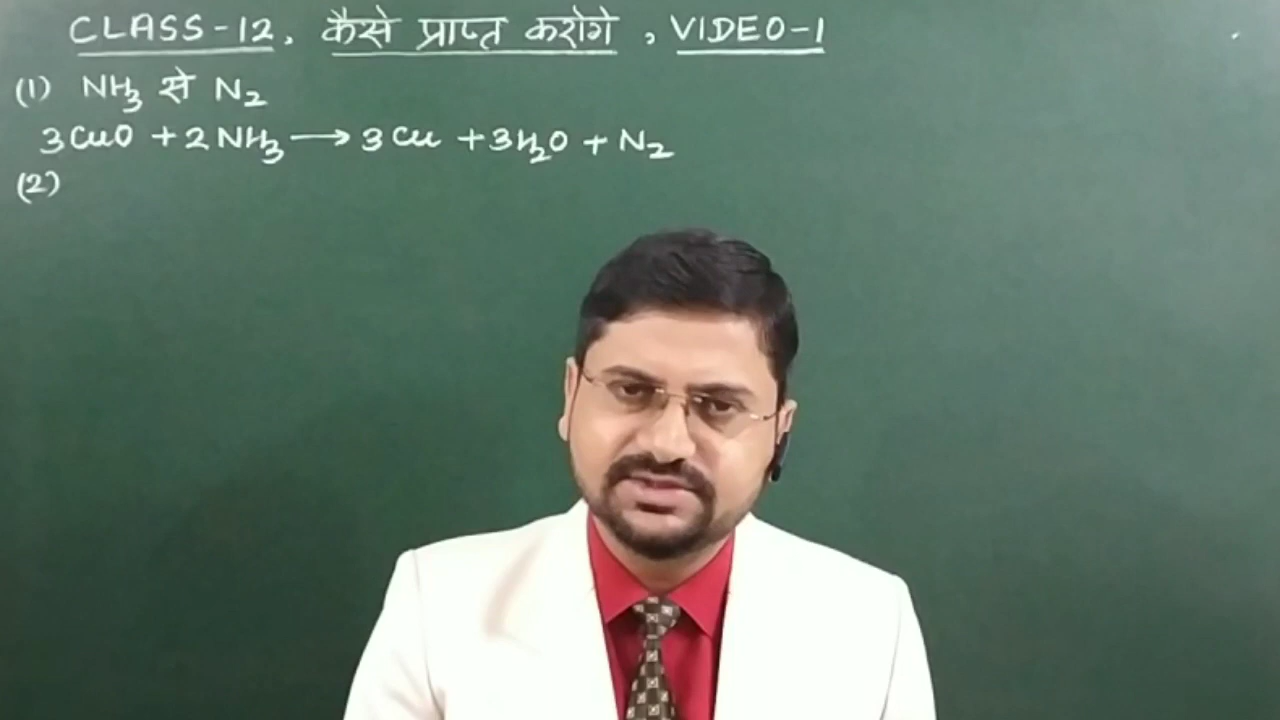 CLASS-12, कैसे प्राप्त करोगे, VIDEO-1
(1) NH₃ से N₂
3CuO + 2NH₃ ⟶ 3Cu + 3H₂O + N₂
(2)